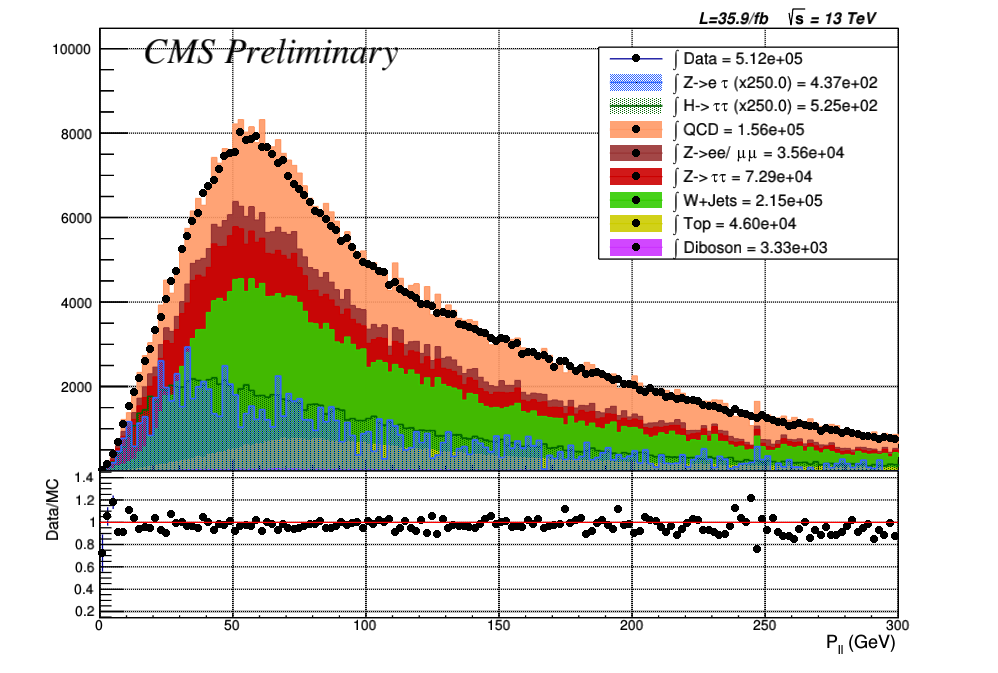 L=35.9/fb √s = 13 TeV
CMS Preliminary
10000
8000
6000
4000
2000
∫ Data = 5.12e+05
∫ Z->e τ (x250.0) = 4.37e+02
∫ H-> ττ (x250.0) = 5.25e+02
∫ QCD = 1.56e+05
∫ Z->ee/ μμ = 3.56e+04
∫ Z-> ττ = 7.29e+04
∫ W+Jets = 2.15e+05
∫ Top = 4.60e+04
∫ Diboson = 3.33e+03
Data/MC
1.4
1.2
1
0.8
0.6
0.4
0.2
0 50 100 150 200 250 300
P_ll (GeV)